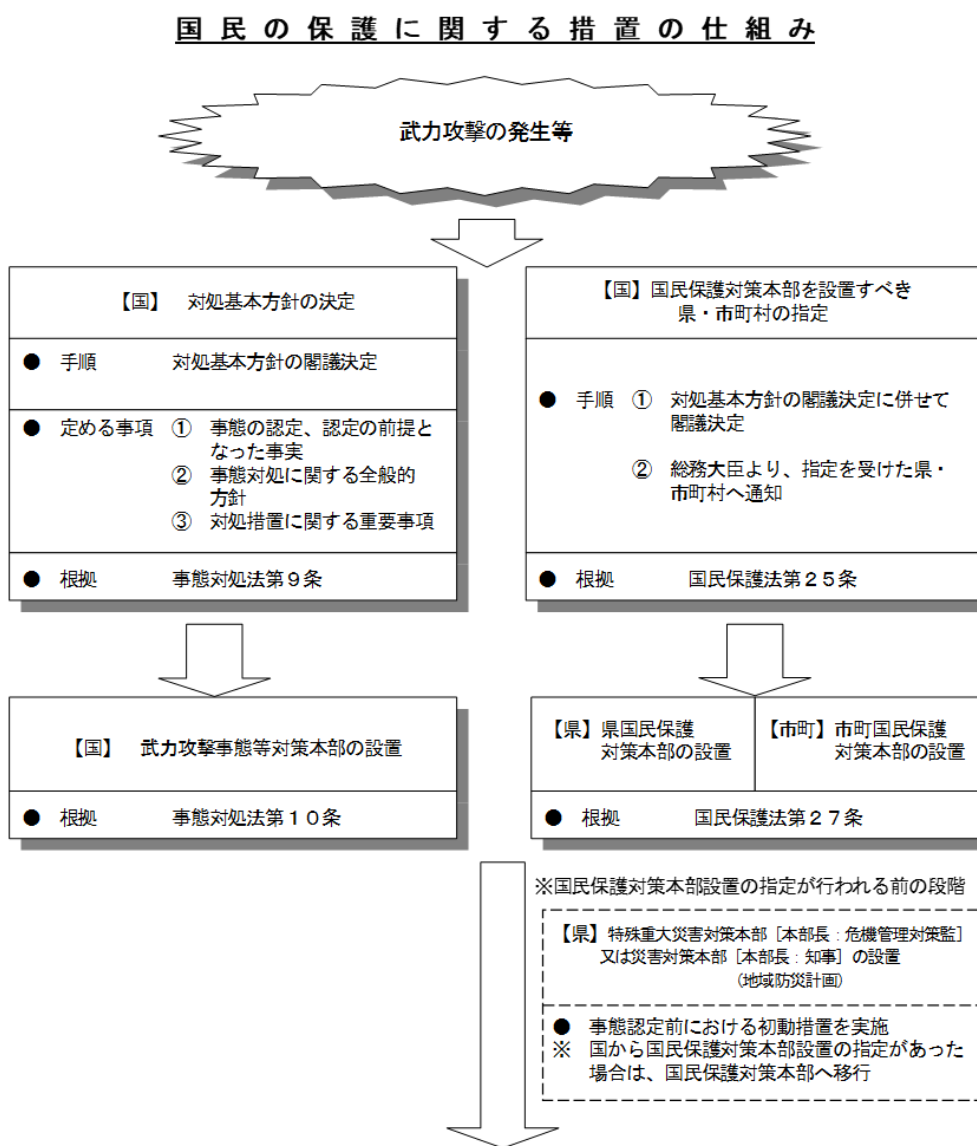 国民の保護に関する措置の仕組み
武力攻撃の発生等
【国】 対処基本方針の決定
● 手順 対処基本方針の閣議決定
● 定める事項 ① 事態の認定、認定の前提と
なった事実
② 事態対処に関する全般的
方針
③ 対処措置に関する重要事項
● 根拠 事態対処法第９条
【国】国民保護対策本部を設置すべき
県・市町村の指定
● 手順 ① 対処基本方針の閣議決定に併せて
閣議決定
② 総務大臣より、指定を受けた県・
市町村へ通知
● 根拠 国民保護法第２５条
【国】 武力攻撃事態等対策本部の設置
● 根拠 事態対処法第１０条
【県】県国民保護
対策本部の設置
【市町】市町国民保護
対策本部の設置
● 根拠 国民保護法第２７条
※国民保護対策本部設置の指定が行われる前の段階
【県】特殊重大災害対策本部［本部長：危機管理対策監］
又は災害対策本部［本部長：知事］の設置
（地域防災計画）
● 事態認定前における初動措置を実施
※ 国から国民保護対策本部設置の指定があった
場合は、国民保護対策本部へ移行